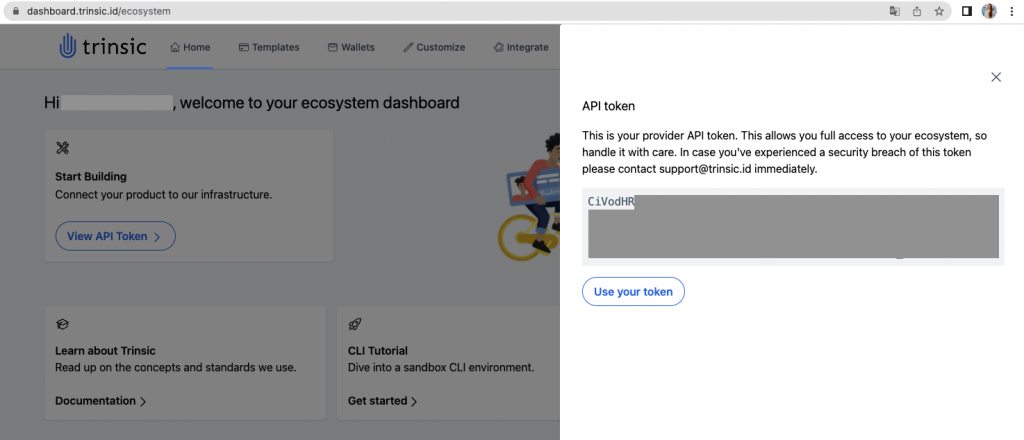 dashboard.trinsic.id/ecosystem
trinsic
Home
Templates
Wallets
Customize
Integrate
Hi , welcome to your ecosystem dashboard
Start Building
Connect your product to our infrastructure.
View API Token
Learn about Trinsic
Read up on the concepts and standards we use.
Documentation
CLI Tutorial
Dive into a sandbox CLI environment.
Get started
API token
This is your provider API token. This allows you full access to your ecosystem, so
handle it with care. In case you've experienced a security breach of this token
please contact support@trinsic.id immediately.
CiVodHR
Use your token